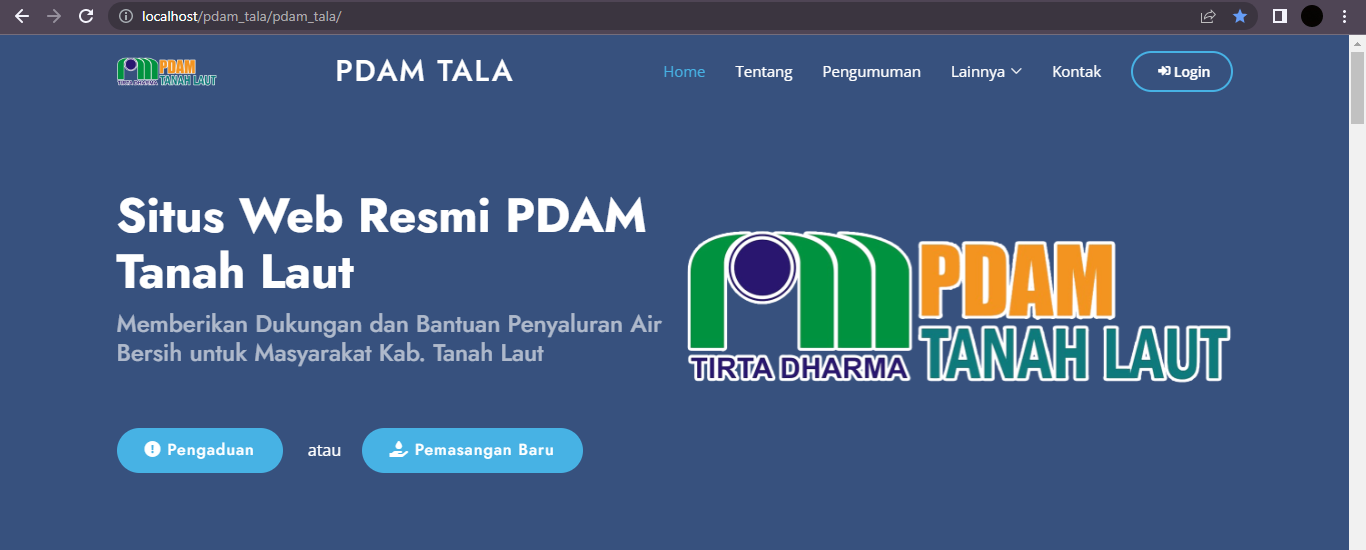 localhost/pdam_tala/pdam_tala/
PDAM
TIRTA DHARMA TANAH LAUT
PDAM TALA
Home Tentang Pengumuman Lainnya Kontak Login
Situs Web Resmi PDAM
Tanah Laut
Memberikan Dukungan dan Bantuan Penyaluran Air
Bersih untuk Masyarakat Kab. Tanah Laut
Pengaduan atau Pemasangan Baru
PDAM
TIRTA DHARMA TANAH LAUT